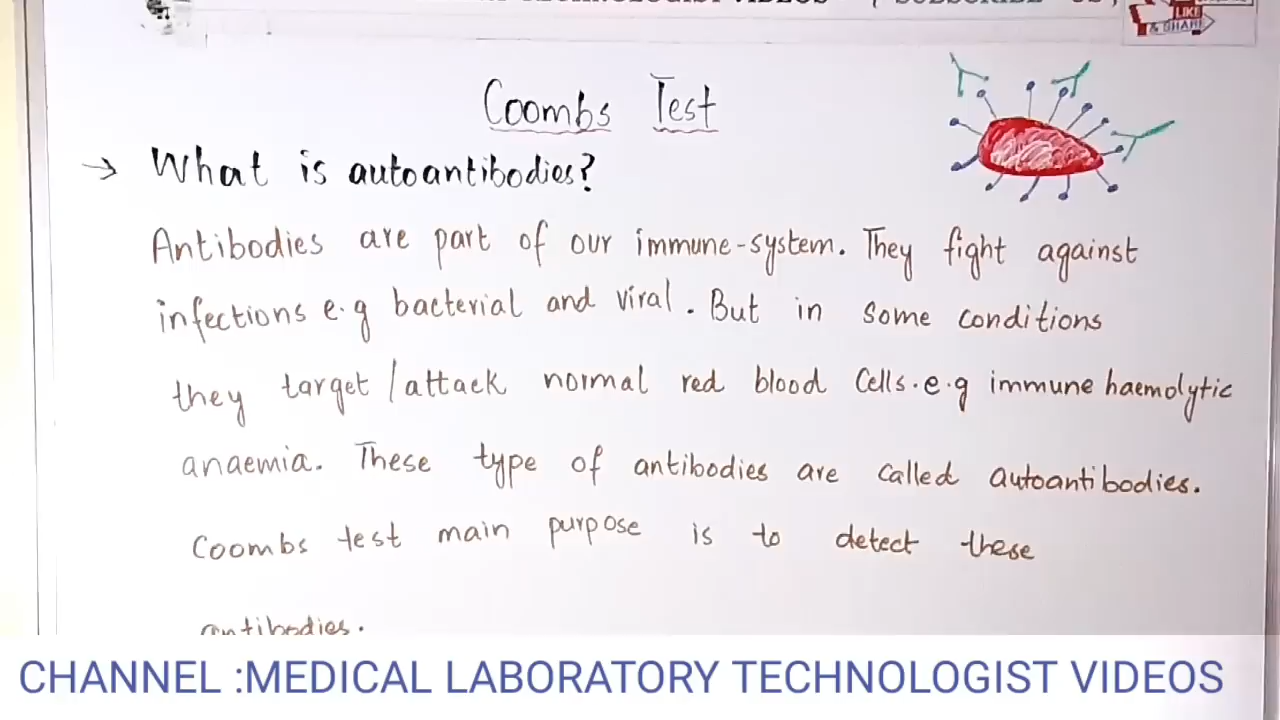 Coombs Test
→ What is autoantibodies?
Antibodies are part of our immune-system. They fight against
infections e.g bacterial and viral. But in some conditions
they target/attack normal red blood cells. e.g immune haemolytic
anaemia. These type of antibodies are called autoantibodies.
Coombs test main purpose is to detect these
antibodies.
LIKE
& SHARE
CHANNEL :MEDICAL LABORATORY TECHNOLOGIST VIDEOS